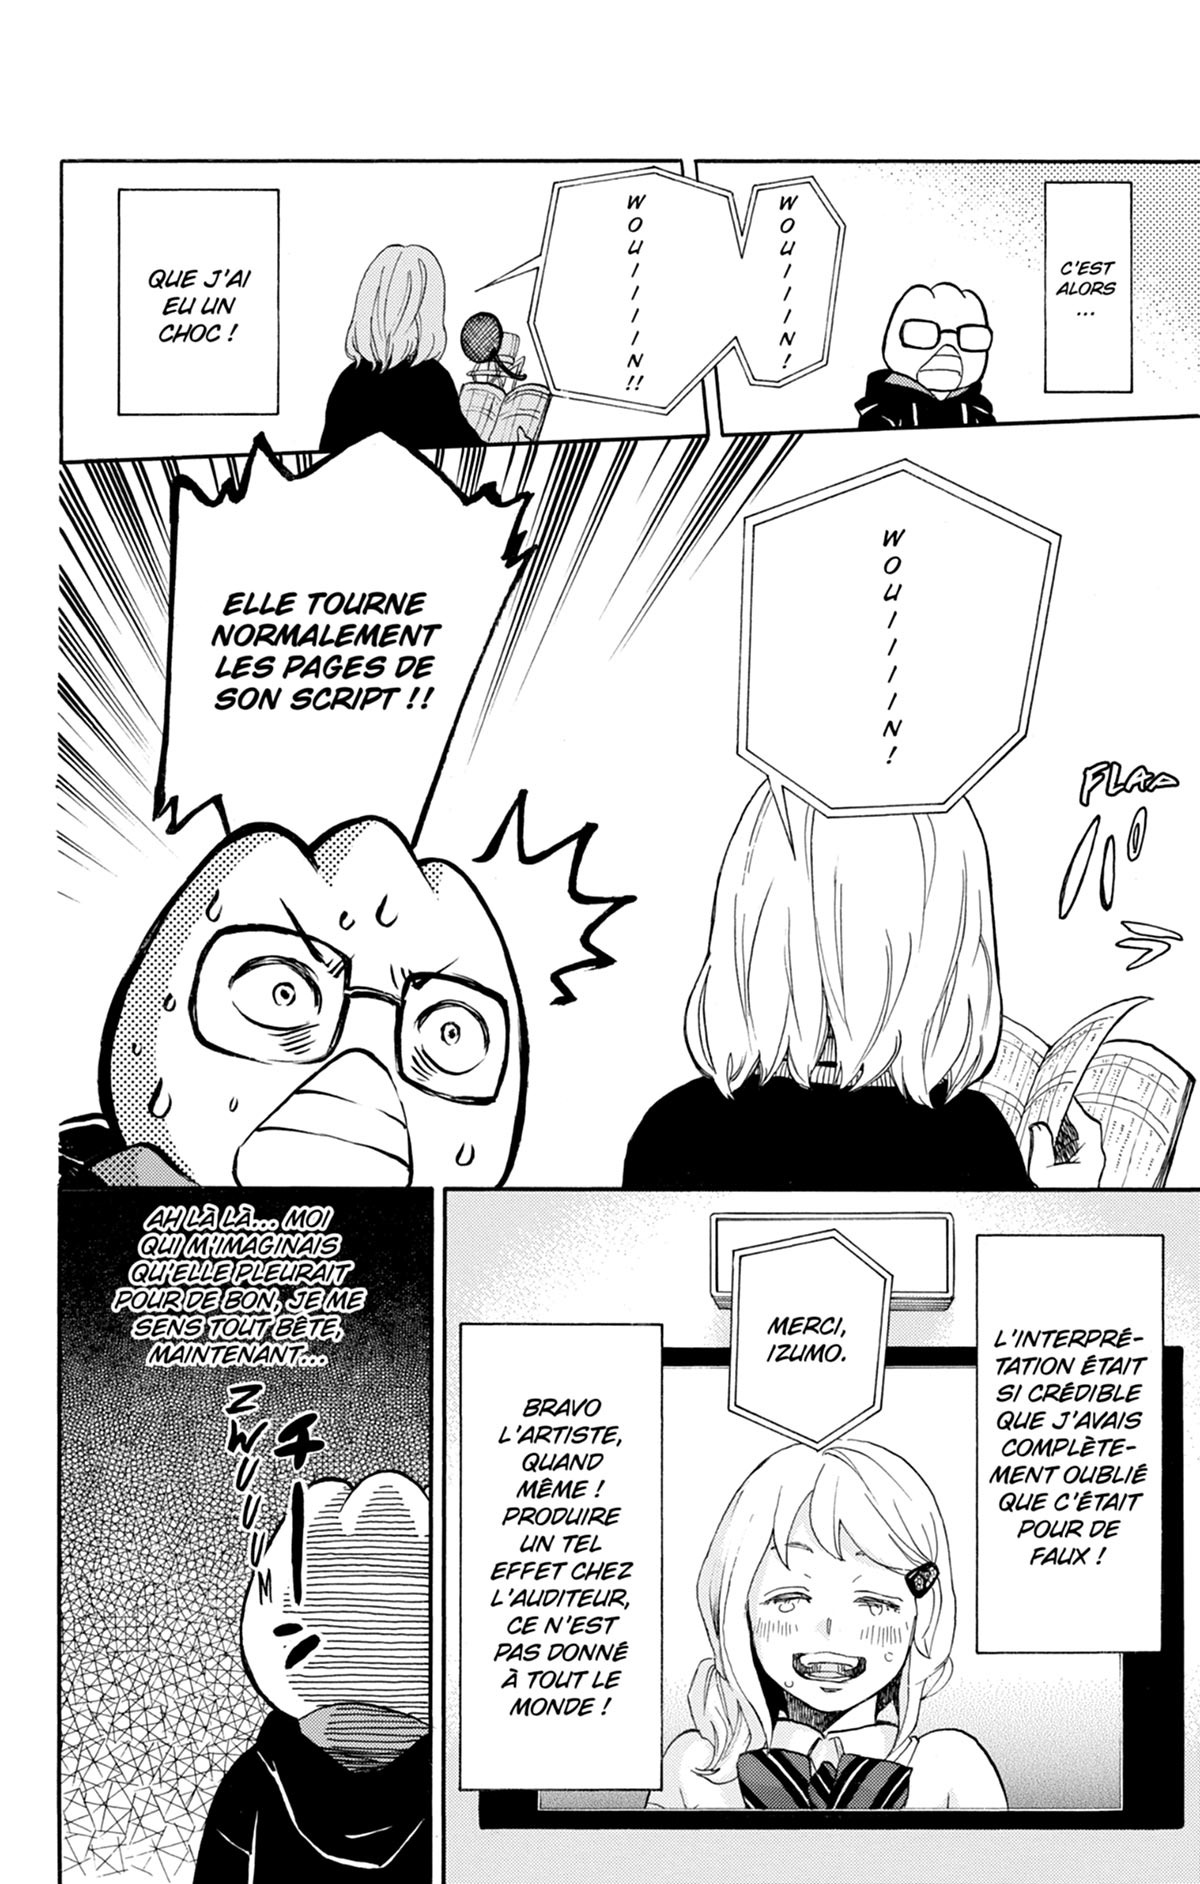 C'EST
ALORS
...
WOUIIIN!
WOUIIIIN!!
QUE J'AI
EU UN
CHOC !
WOUIIIIN!
FLAP
ELLE TOURNE
NORMALEMENT
LES PAGES DE
SON SCRIPT !!
L'INTERPRÉ-
TATION ÉTAIT
SI CRÉDIBLE
QUE J'AVAIS
COMPLÈTE-
MENT OUBLIÉ
QUE C'ÉTAIT
POUR DE
FAUX !
MERCI,
IZUMO.
BRAVO
L'ARTISTE,
QUAND
MÊME !
PRODUIRE
UN TEL
EFFET CHEZ
L'AUDITEUR,
CE N'EST
PAS DONNÉ
À TOUT LE
MONDE !
AH LÀ LÀ... MOI
QUI M'IMAGINAIS
QU'ELLE PLEURAIT
POUR DE BON, JE ME
SENS TOUT BÊTE,
MAINTENANT...
ZWUUUM